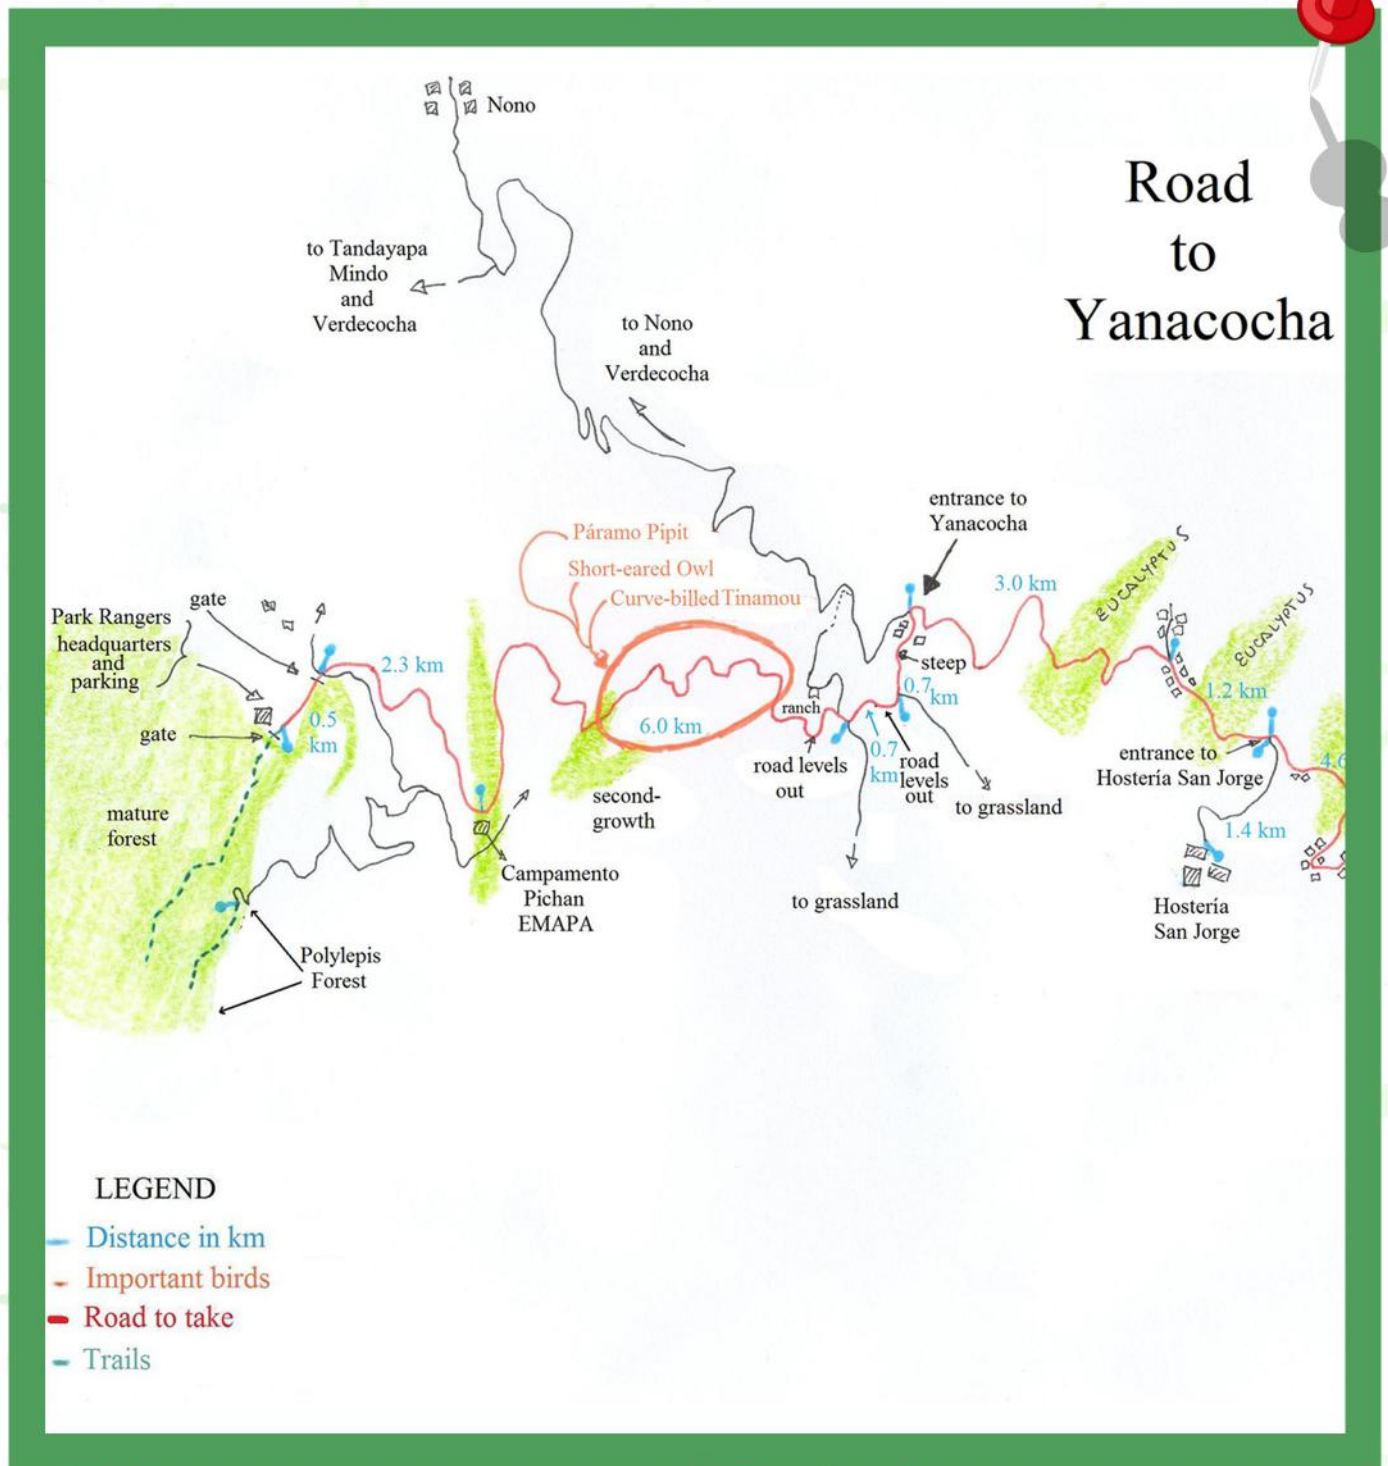 Road
to
Yanacocha
Nono
to Tandayapa
Mindo
and
Verdecocha
to Nono
and
Verdecocha
entrance to
Yanacocha
Páramo Pipit
Short-eared Owl
Curve-billed Tinamou
3.0 km
EUCALYPTUS
EUCALYPTUS
Park Rangers
headquarters
and
parking
gate
2.3 km
0.5
km
gate
steep
0.7
km
1.2 km
ranch
6.0 km
road levels
out
0.7
km
road
levels
out
to grassland
entrance to
Hostería San Jorge
4.6
1.4 km
second-
growth
mature
forest
Campamento
Pichan
EMAPA
to grassland
Hostería
San Jorge
Polylepis
Forest
LEGEND
Distance in km
Important birds
Road to take
Trails